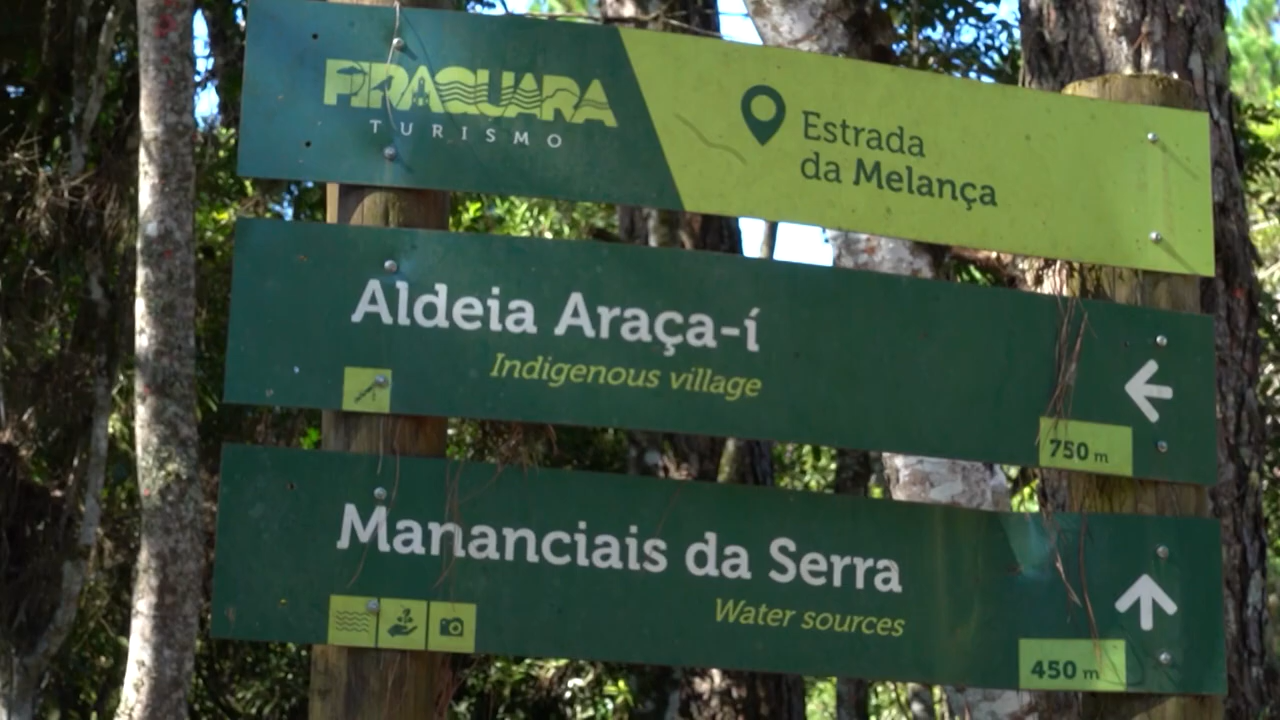 PIRAQUARA
TURISMO
Estrada
da Melança
Aldeia Araça-í
Indigenous village
750 m
Mananciais da Serra
Water sources
450 m